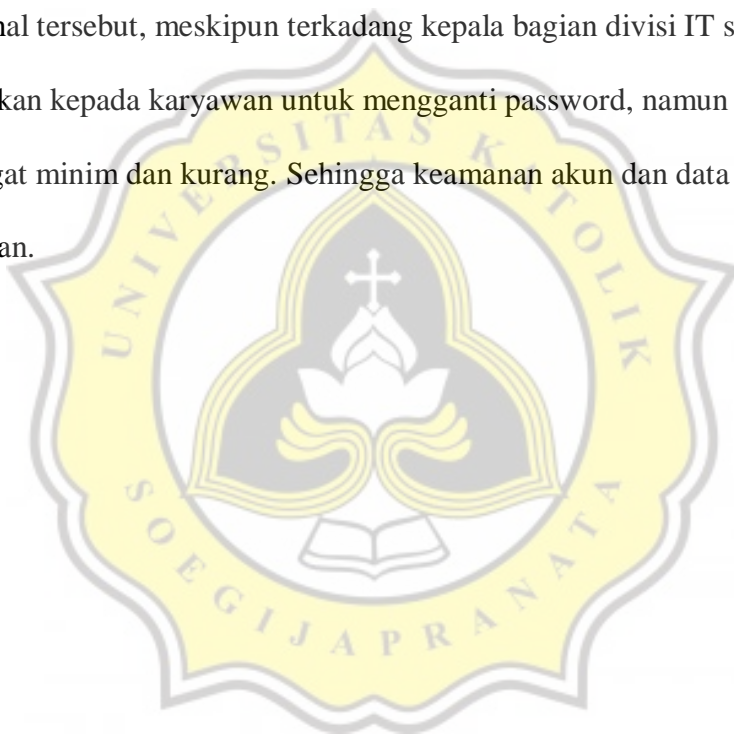 hal tersebut, meskipun terkadang kepala bagian divisi IT s
kan kepada karyawan untuk mengganti password, namun
gat minim dan kurang. Sehingga keamanan akun dan data
an.
UNIVERSITAS KATOLIK
SOEGIJAPRANATA